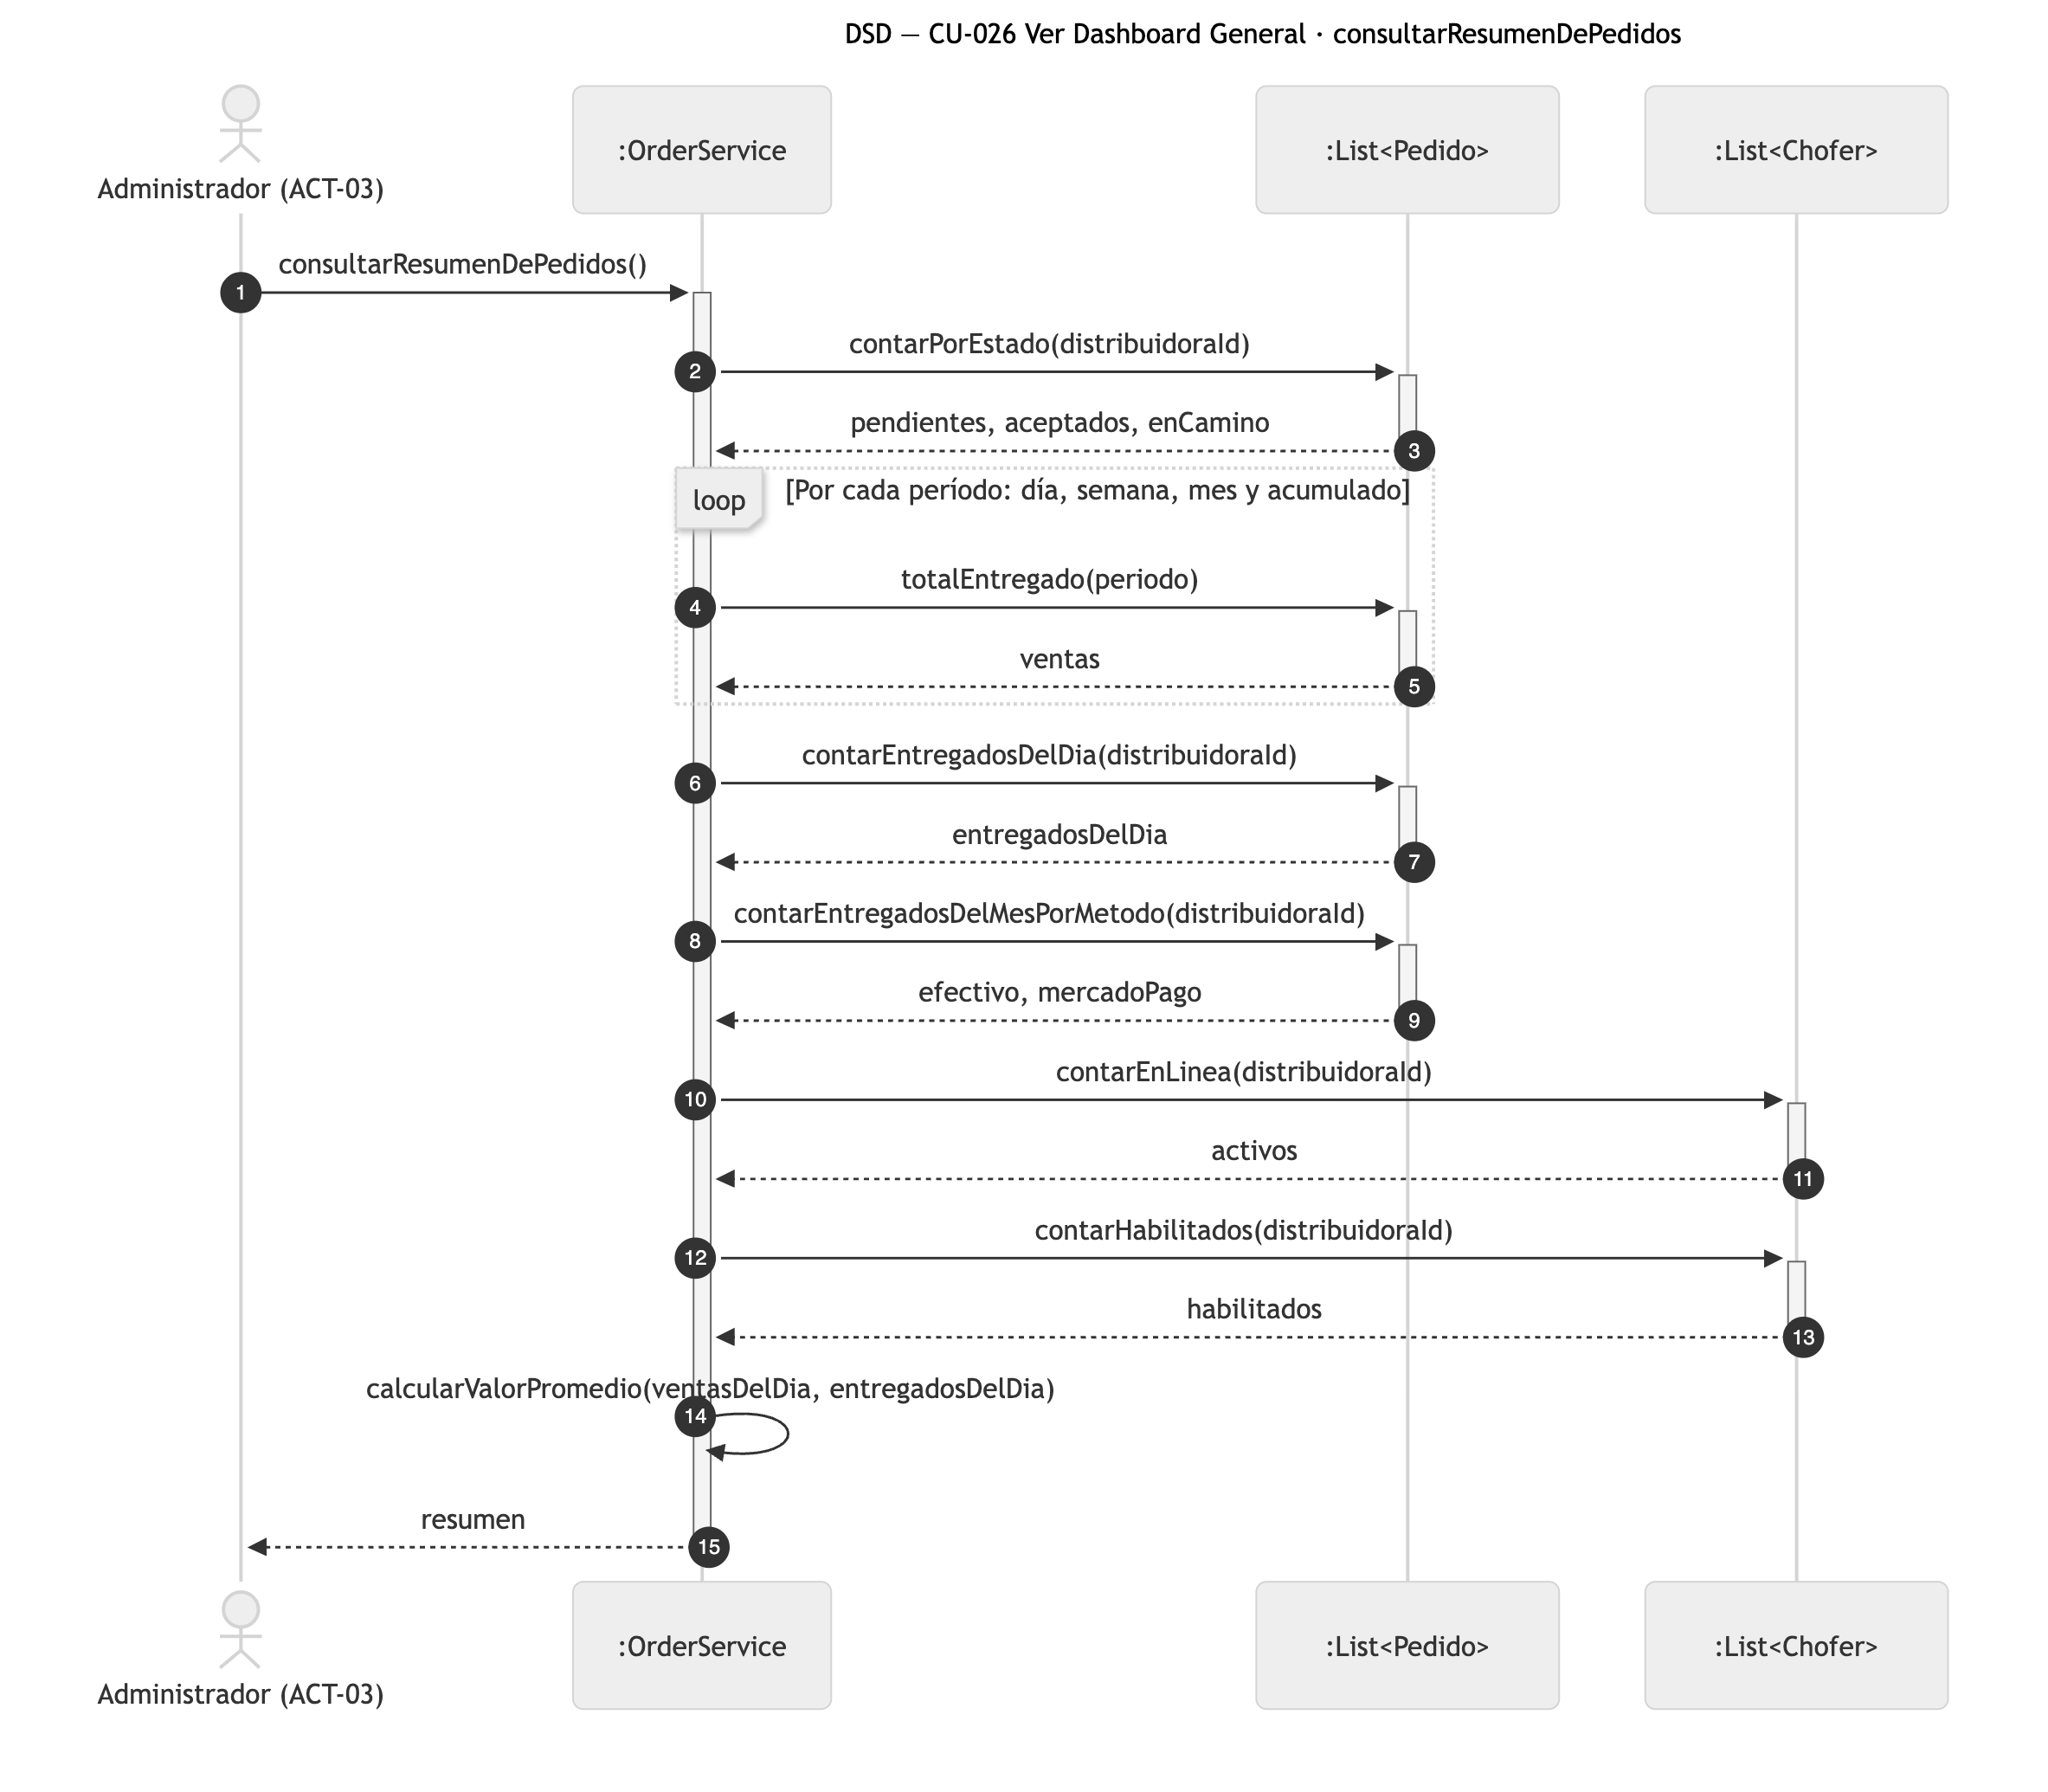 DSD — CU-026 Ver Dashboard General · consultarResumenDePedidos
Administrador (ACT-03)
:OrderService
:List<Pedido>
:List<Chofer>
consultarResumenDePedidos()
1
contarPorEstado(distribuidoraId)
2
pendientes, aceptados, enCamino
3
loop
[Por cada período: día, semana, mes y acumulado]
totalEntregado(periodo)
4
ventas
5
contarEntregadosDelDia(distribuidoraId)
6
entregadosDelDia
7
contarEntregadosDelMesPorMetodo(distribuidoraId)
8
efectivo, mercadoPago
9
contarEnLinea(distribuidoraId)
10
activos
11
contarHabilitados(distribuidoraId)
12
habilitados
13
calcularValorPromedio(ventasDelDia, entregadosDelDia)
14
resumen
15
:OrderService
:List<Pedido>
:List<Chofer>
Administrador (ACT-03)